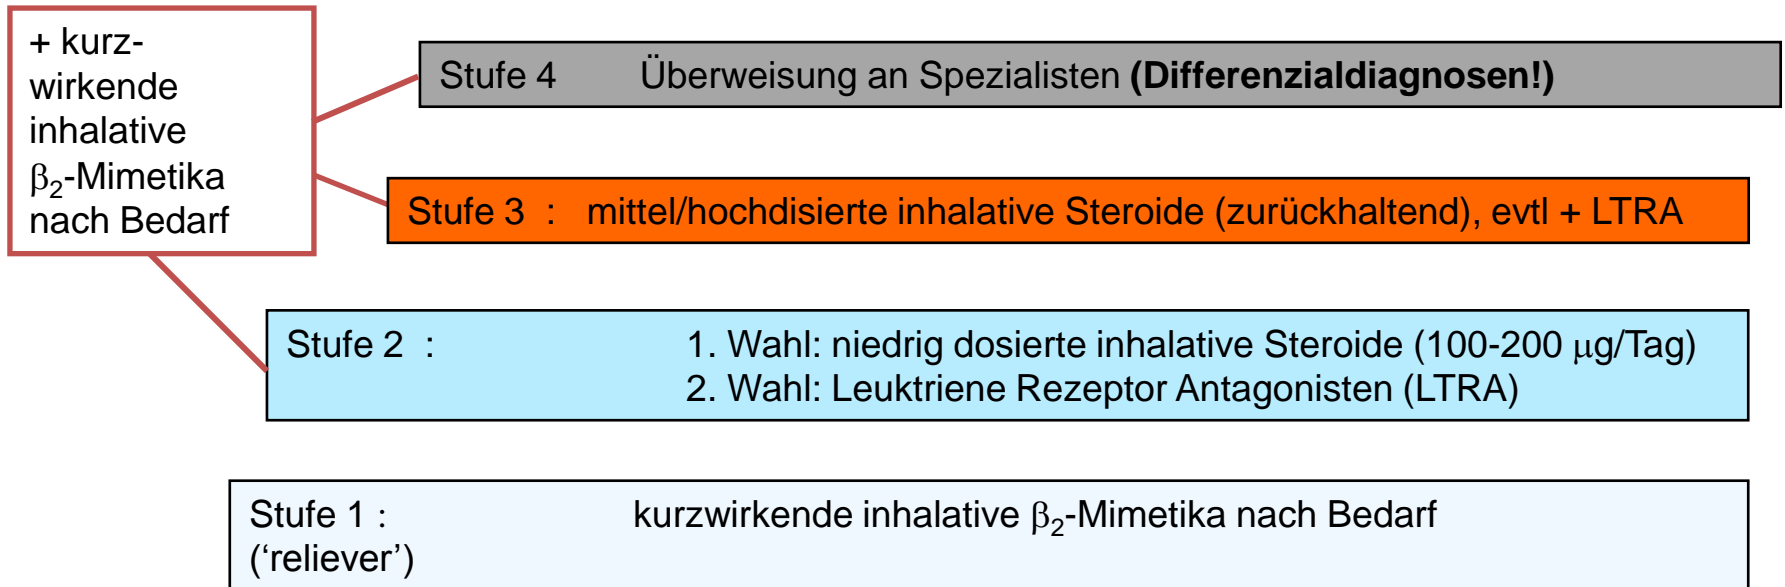 + kurz-
wirkende
inhalative
β₂-Mimetika
nach Bedarf
Stufe 4 Überweisung an Spezialisten (Differenzialdiagnosen!)
Stufe 3 : mittel/hochdisierte inhalative Steroide (zurückhaltend), evtl + LTRA
Stufe 2 : 1. Wahl: niedrig dosierte inhalative Steroide (100-200 μg/Tag)
2. Wahl: Leuktriene Rezeptor Antagonisten (LTRA)
Stufe 1 : kurzwirkende inhalative β₂-Mimetika nach Bedarf
(‘reliever’)